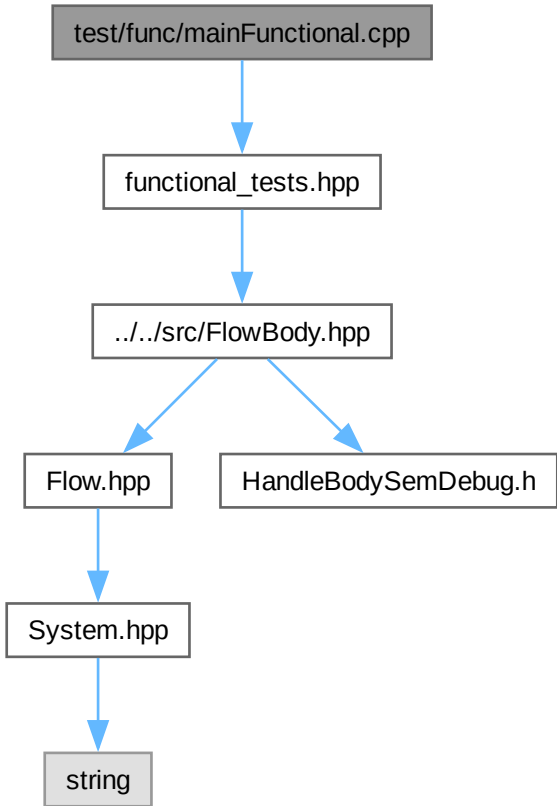 test/func/mainFunctional.cpp
functional_tests.hpp
../../src/FlowBody.hpp
Flow.hpp
HandleBodySemDebug.h
System.hpp
string